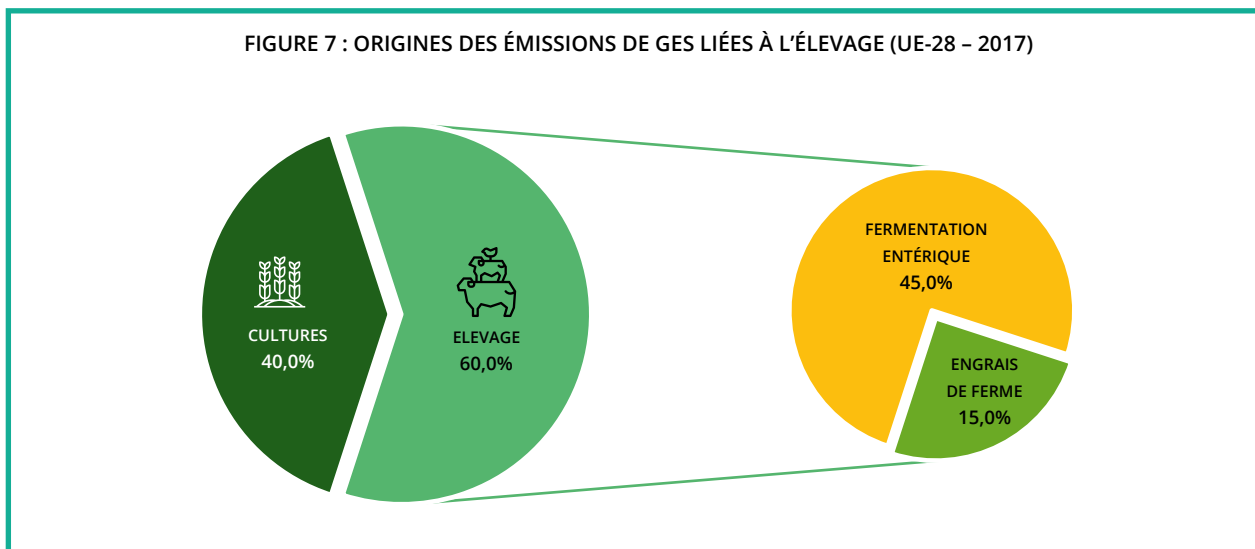 FIGURE 7 : ORIGINES DES ÉMISSIONS DE GES LIÉES À L’ÉLEVAGE (UE-28 – 2017)
CULTURES
40,0%
ELEVAGE
60,0%
FERMENTATION
ENTÉRIQUE
45,0%
ENGRAIS
DE FERME
15,0%